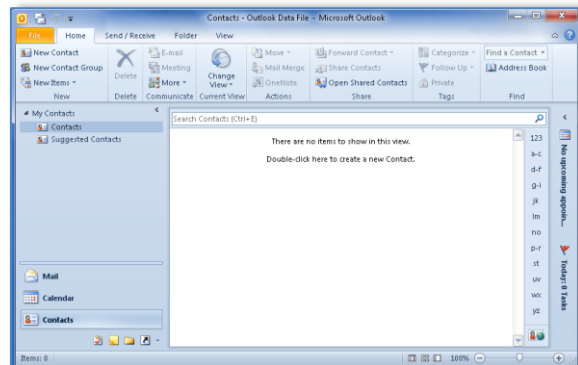 Contacts - Outlook Data File - Microsoft Outlook
File Home Send / Receive Folder View
New Contact
New Contact Group
New Items
New
Delete
Delete
E-mail
Meeting
More
Communicate
Change
View
Current View
Move
Mail Merge
OneNote
Actions
Forward Contact
Share Contacts
Open Shared Contacts
Share
Categorize
Follow Up
Private
Tags
Find a Contact
Address Book
Find
My Contacts
Contacts
Suggested Contacts
Mail
Calendar
Contacts
Search Contacts (Ctrl+E)
There are no items to show in this view.
Double-click here to create a new Contact.
123
a-c
d-f
g-i
jk
lm
no
p-r
st
uv
wx
yz
No upcoming appoin...
Today: 0 Tasks
Items: 0
100%